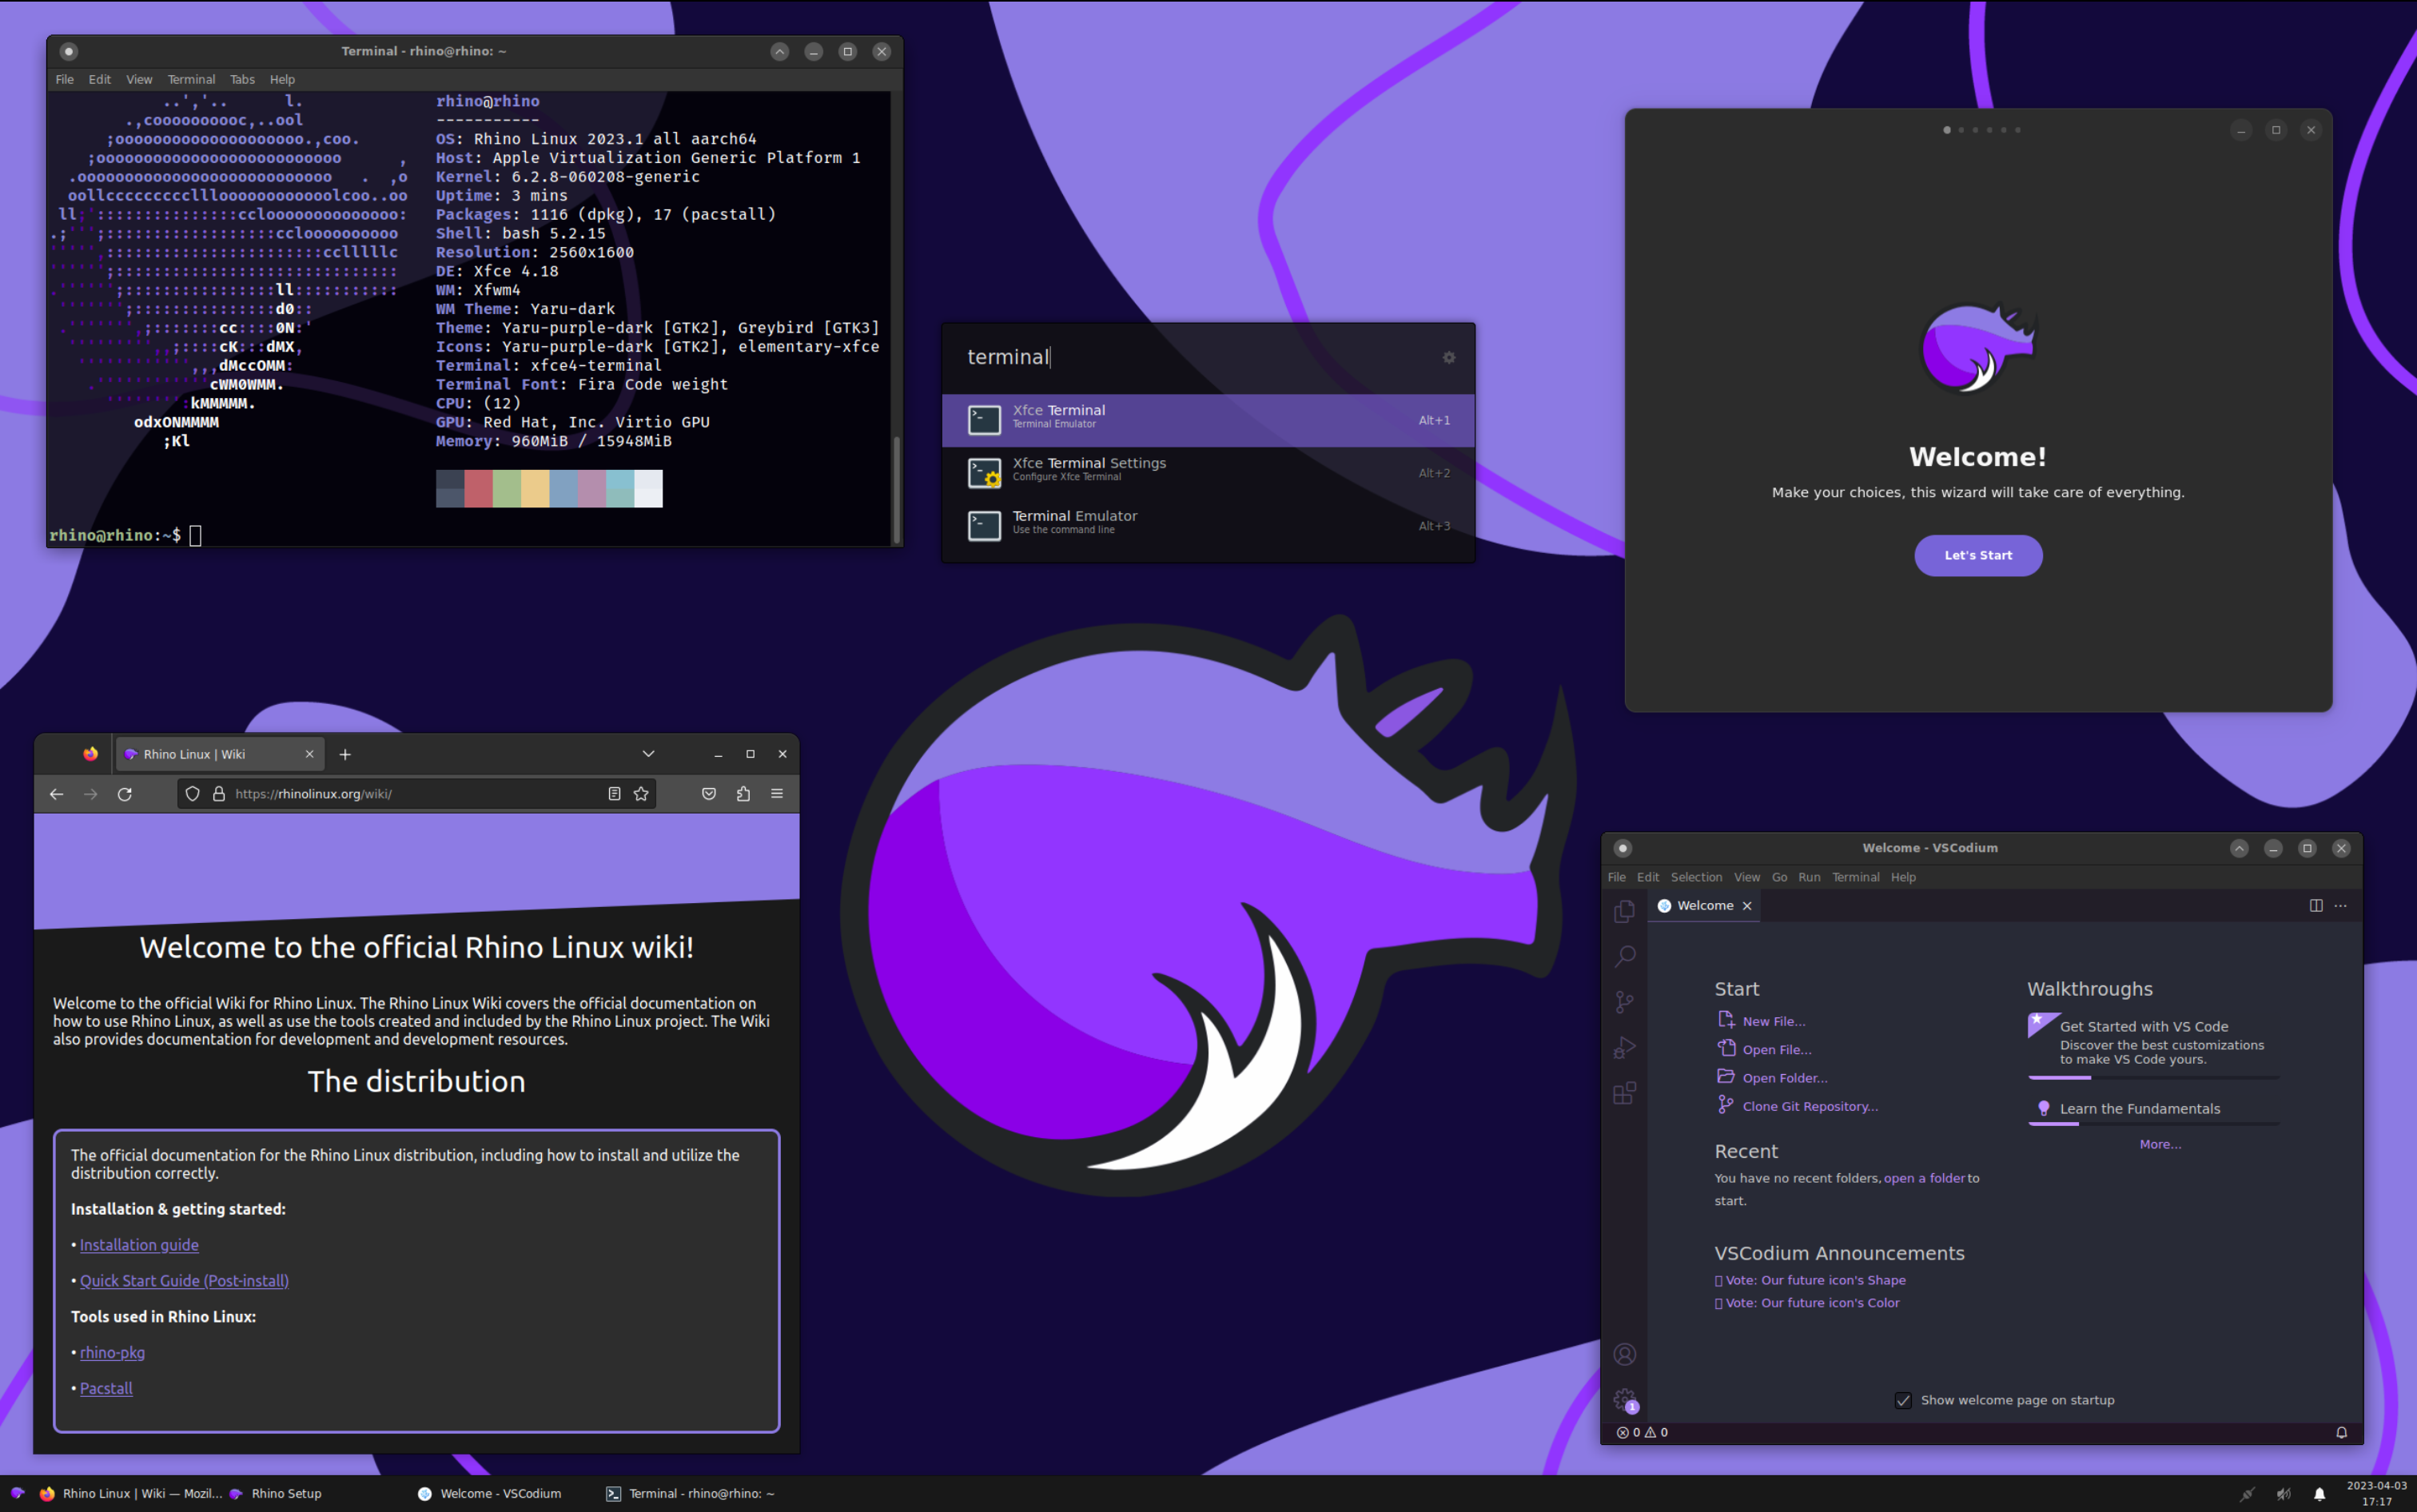 Terminal - rhino@rhino: ~
File Edit View Terminal Tabs Help
..','.. l.
.,coooooooooc,..ool
;oooooooooooooooooooo.,coo.
;oooooooooooooooooooooooooo ,
.ooooooooooooooooooooooooooo . ,o
oollccccccccclllooooooooooooolcoo..oo
rhino@rhino
-----------
OS: Rhino Linux 2023.1 all aarch64
Host: Apple Virtualization Generic Platform 1
Kernel: 6.2.8-060208-generic
Uptime: 3 mins
Packages: 1116 (dpkg), 17 (pacstall)
Shell: bash 5.2.15
Resolution: 2560x1600
DE: Xfce 4.18
WM: Xfwm4
WM Theme: Yaru-dark
Theme: Yaru-purple-dark [GTK2], Greybird [GTK3]
Icons: Yaru-purple-dark [GTK2], elementary-xfce
Terminal: xfce4-terminal
Terminal Font: Fira Code weight
CPU: (12)
GPU: Red Hat, Inc. Virtio GPU
Memory: 960MiB / 15948MiB
rhino@rhino:~$
terminal
Xfce Terminal
Terminal Emulator
Alt+1
Xfce Terminal Settings
Configure Xfce Terminal
Alt+2
Terminal Emulator
Use the command line
Alt+3
Welcome!
Make your choices, this wizard will take care of everything.
Let's Start
Rhino Linux | Wiki
https://rhinolinux.org/wiki/
Welcome to the official Rhino Linux wiki!
Welcome to the official Wiki for Rhino Linux. The Rhino Linux Wiki covers the official documentation on
how to use Rhino Linux, as well as use the tools created and included by the Rhino Linux project. The Wiki
also provides documentation for development and development resources.
The distribution
The official documentation for the Rhino Linux distribution, including how to install and utilize the
distribution correctly.
Installation & getting started:
• Installation guide
• Quick Start Guide (Post-install)
Tools used in Rhino Linux:
• rhino-pkg
• Pacstall
Welcome - VSCodium
File Edit Selection View Go Run Terminal Help
Welcome
Start
New File...
Open File...
Open Folder...
Clone Git Repository...
Recent
You have no recent folders, open a folder to
start.
VSCodium Announcements
Vote: Our future icon's Shape
Vote: Our future icon's Color
Walkthroughs
Get Started with VS Code
Discover the best customizations
to make VS Code yours.
Learn the Fundamentals
More...
Show welcome page on startup
1
0 0
Rhino Linux | Wiki — Mozil...
Rhino Setup
Welcome - VSCodium
Terminal - rhino@rhino: ~
2023-04-03
17:17